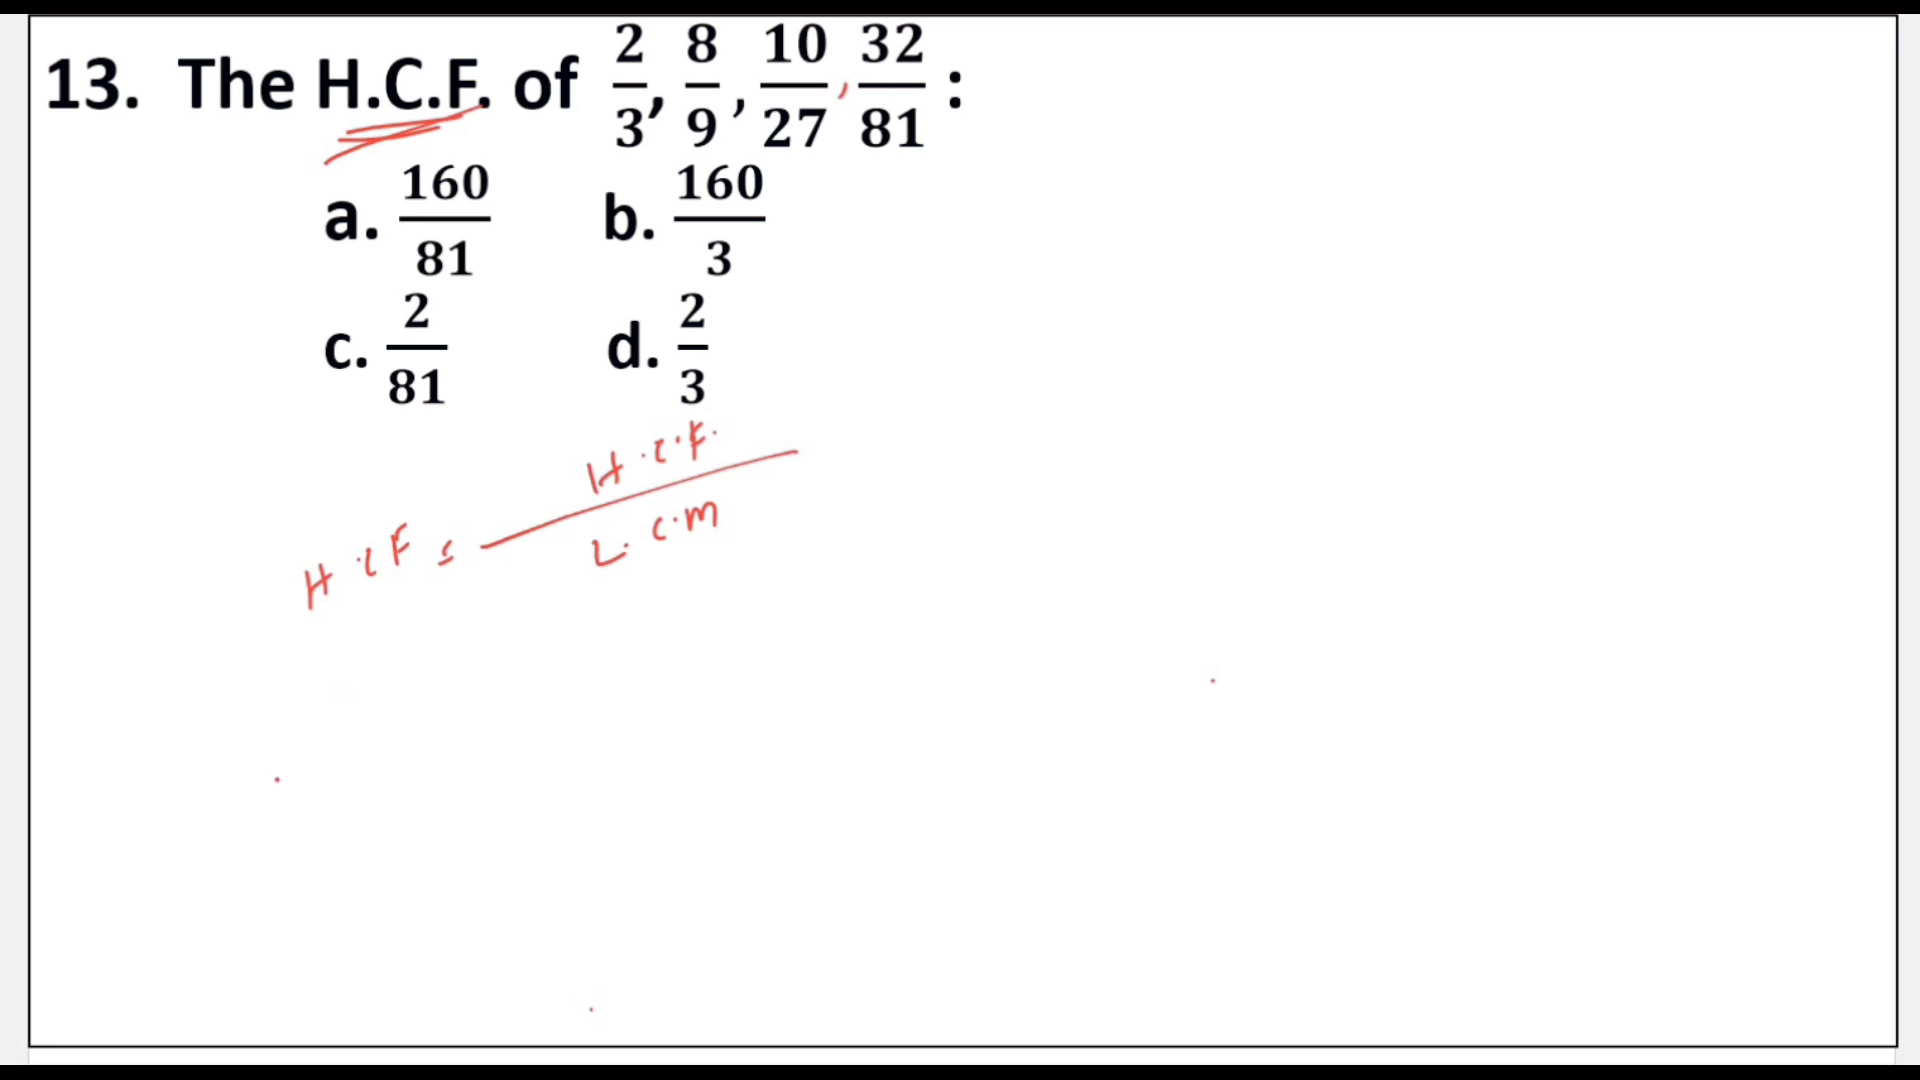 13. The H.C.F. of 2/3, 8/9, 10/27, 32/81 :
a. 160/81 b. 160/3
c. 2/81 d. 2/3
H.C.F = H.C.F. / L.C.M